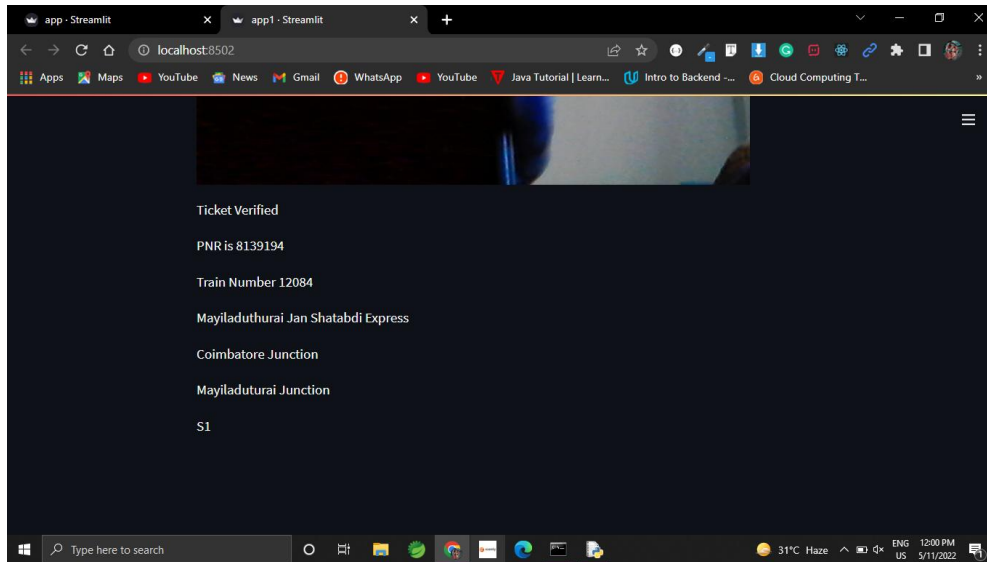 app · Streamlit
app1 · Streamlit
localhost:8502
Apps Maps YouTube News Gmail WhatsApp YouTube Java Tutorial | Learn... Intro to Backend -... Cloud Computing T... »
Ticket Verified
PNR is 8139194
Train Number 12084
Mayiladuthurai Jan Shatabdi Express
Coimbatore Junction
Mayiladuturai Junction
S1
Type here to search
31°C Haze
ENG
US
12:00 PM
5/11/2022